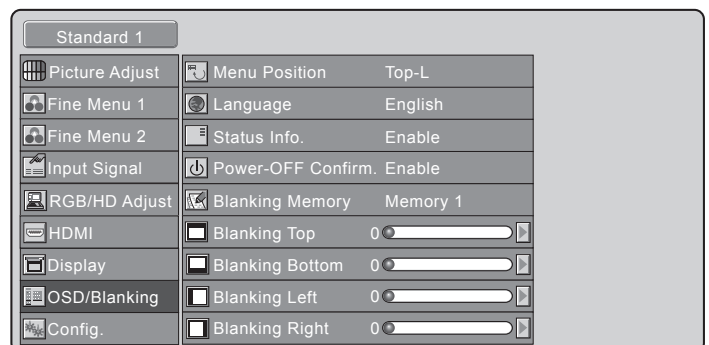 Standard 1
Picture Adjust
Fine Menu 1
Fine Menu 2
Input Signal
RGB/HD Adjust
HDMI
Display
OSD/Blanking
Config.
Menu Position Top-L
Language English
Status Info. Enable
Power-OFF Confirm. Enable
Blanking Memory Memory 1
Blanking Top 0
Blanking Bottom 0
Blanking Left 0
Blanking Right 0